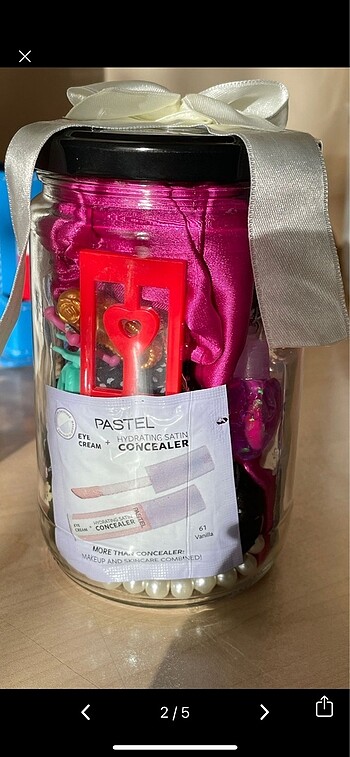 PASTEL
EYE
CREAM
+
HYDRATING SATIN
CONCEALER
PASTEL
EYE
CREAM
+
HYDRATING SATIN
CONCEALER
61
Vanilla
MORE THAN CONCEALER:
MAKEUP AND SKINCARE COMBINED!
2/5